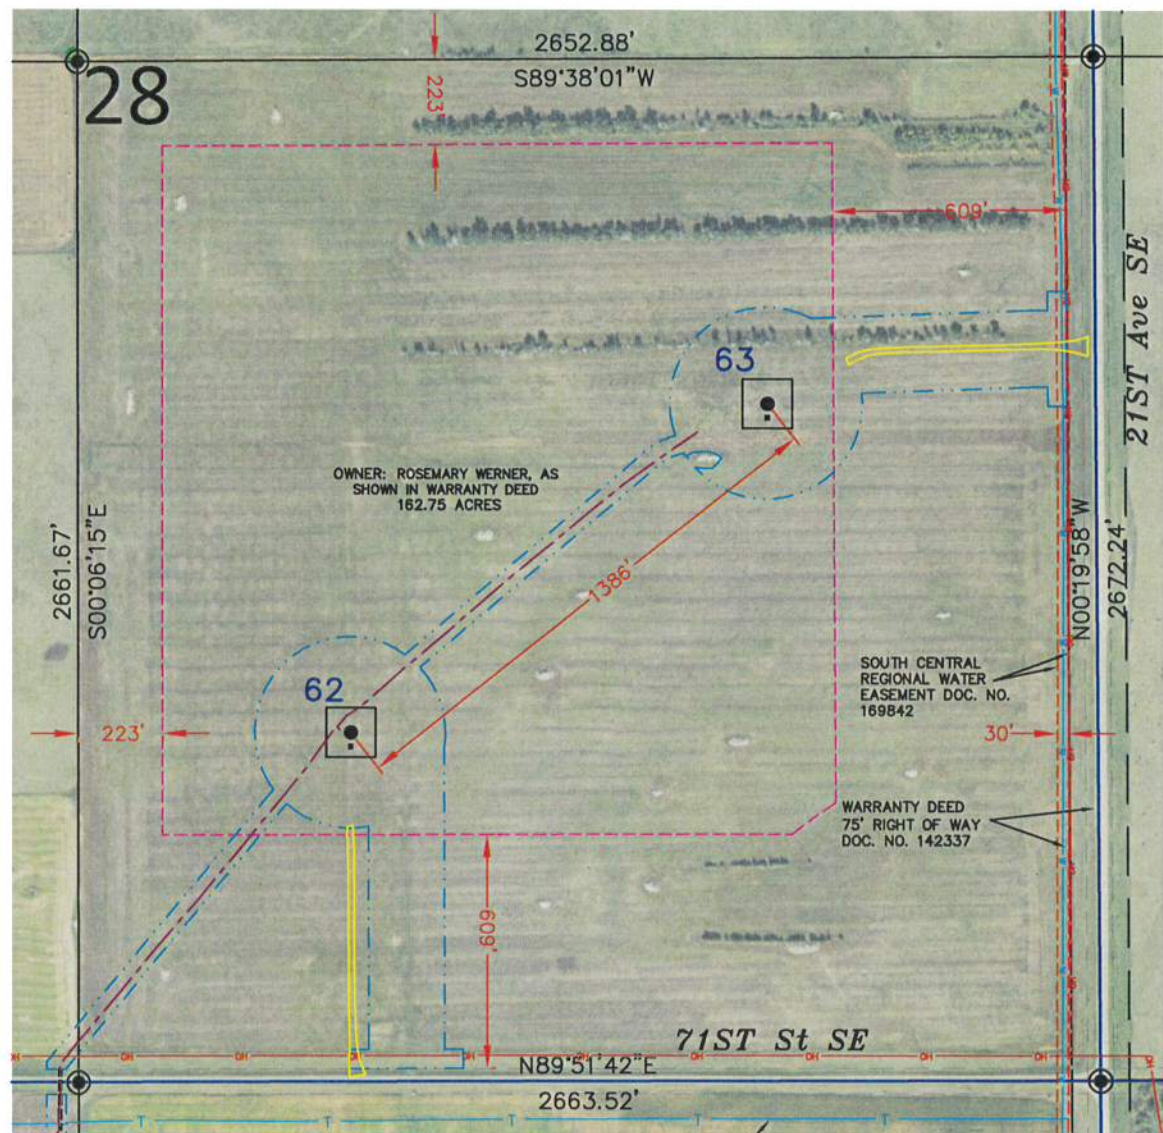 2652.88'
S89°38'01"W
28
223'
609'
21ST Ave SE
63
OWNER: ROSEMARY WERNER, AS
SHOWN IN WARRANTY DEED
162.75 ACRES
2661.67'
S00°06'15"E
1386'
N00°19'58"W
2672.24'
SOUTH CENTRAL
REGIONAL WATER
EASEMENT DOC. NO.
169842
62
223'
30'
WARRANTY DEED
75' RIGHT OF WAY
DOC. NO. 142337
609'
71ST St SE
N89°51'42"E
2663.52'